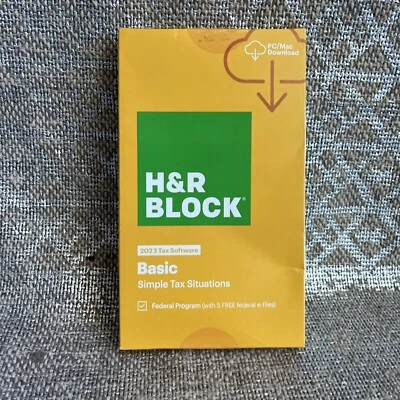 PC/Mac
Download
H&R
BLOCK®
2023 Tax Software
Basic
Simple Tax Situations
Federal Program (with 5 FREE federal e-files)